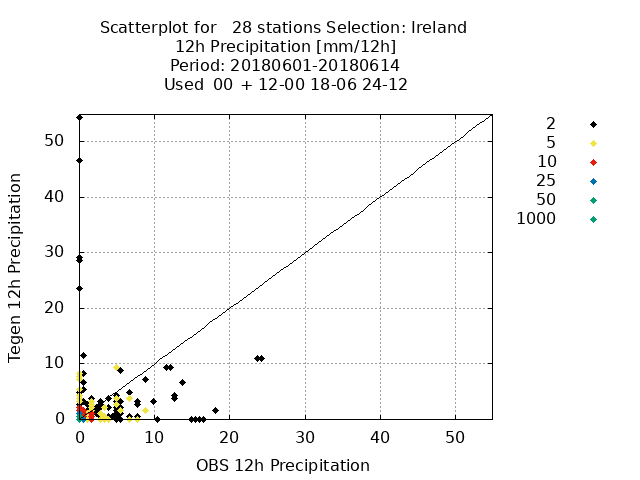 Scatterplot for 28 stations Selection: Ireland
12h Precipitation [mm/12h]
Period: 20180601-20180614
Used 00 + 12-00 18-06 24-12
2
5
10
25
50
1000
Tegen 12h Precipitation
50
40
30
20
10
0
0 10 20 30 40 50
OBS 12h Precipitation